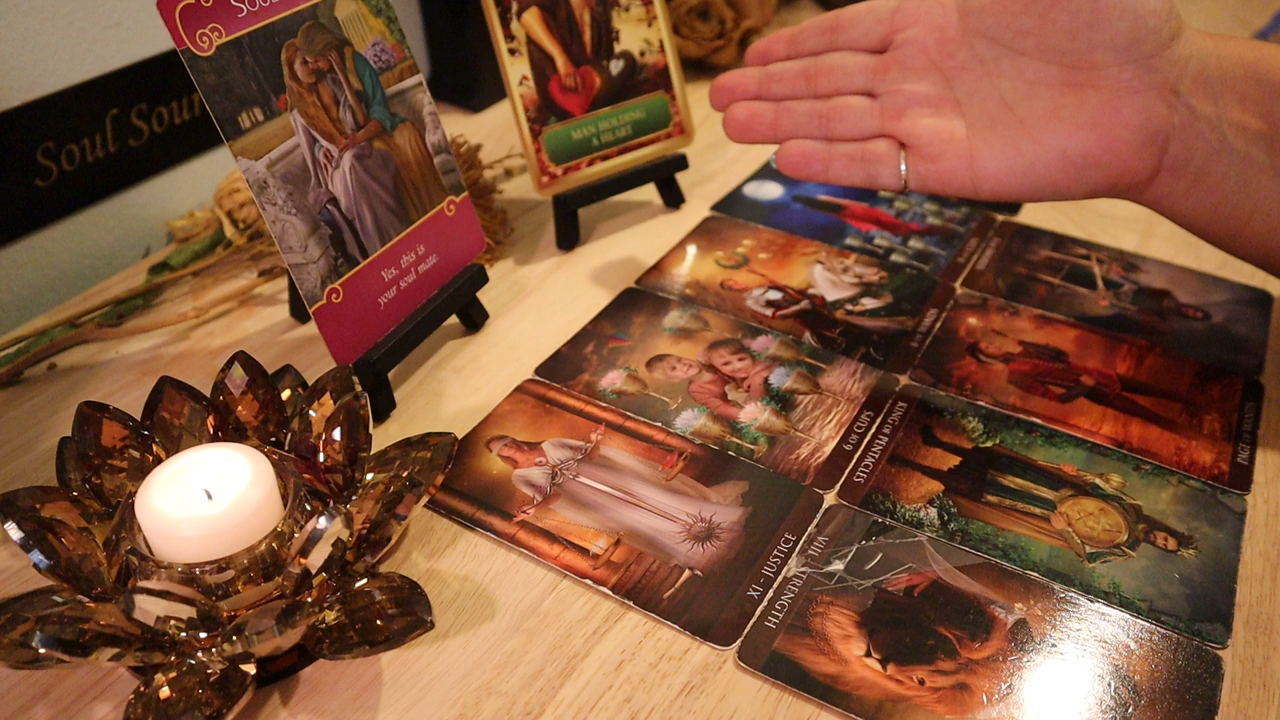 Soul Sour
SOUL
Yes, this is
your soul mate.
MAN HOLDING
A HEART
6 OF CUPS
KING OF PENTACLES
PAGE OF WANDS
XI - JUSTICE
VIII - STRENGTH